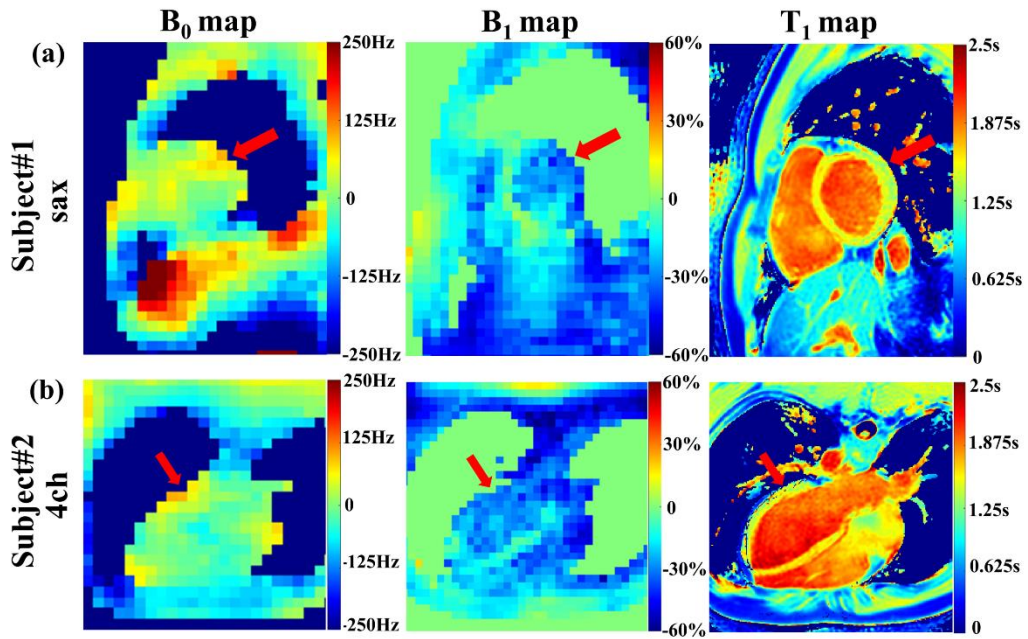 B₀ map B₁ map T₁ map
(a)
Subject#1
sax
250Hz
125Hz
0
-125Hz
-250Hz
60%
30%
0
-30%
-60%
2.5s
1.875s
1.25s
0.625s
0
(b)
Subject#2
4ch
250Hz
125Hz
0
-125Hz
-250Hz
60%
30%
0
-30%
-60%
2.5s
1.875s
1.25s
0.625s
0